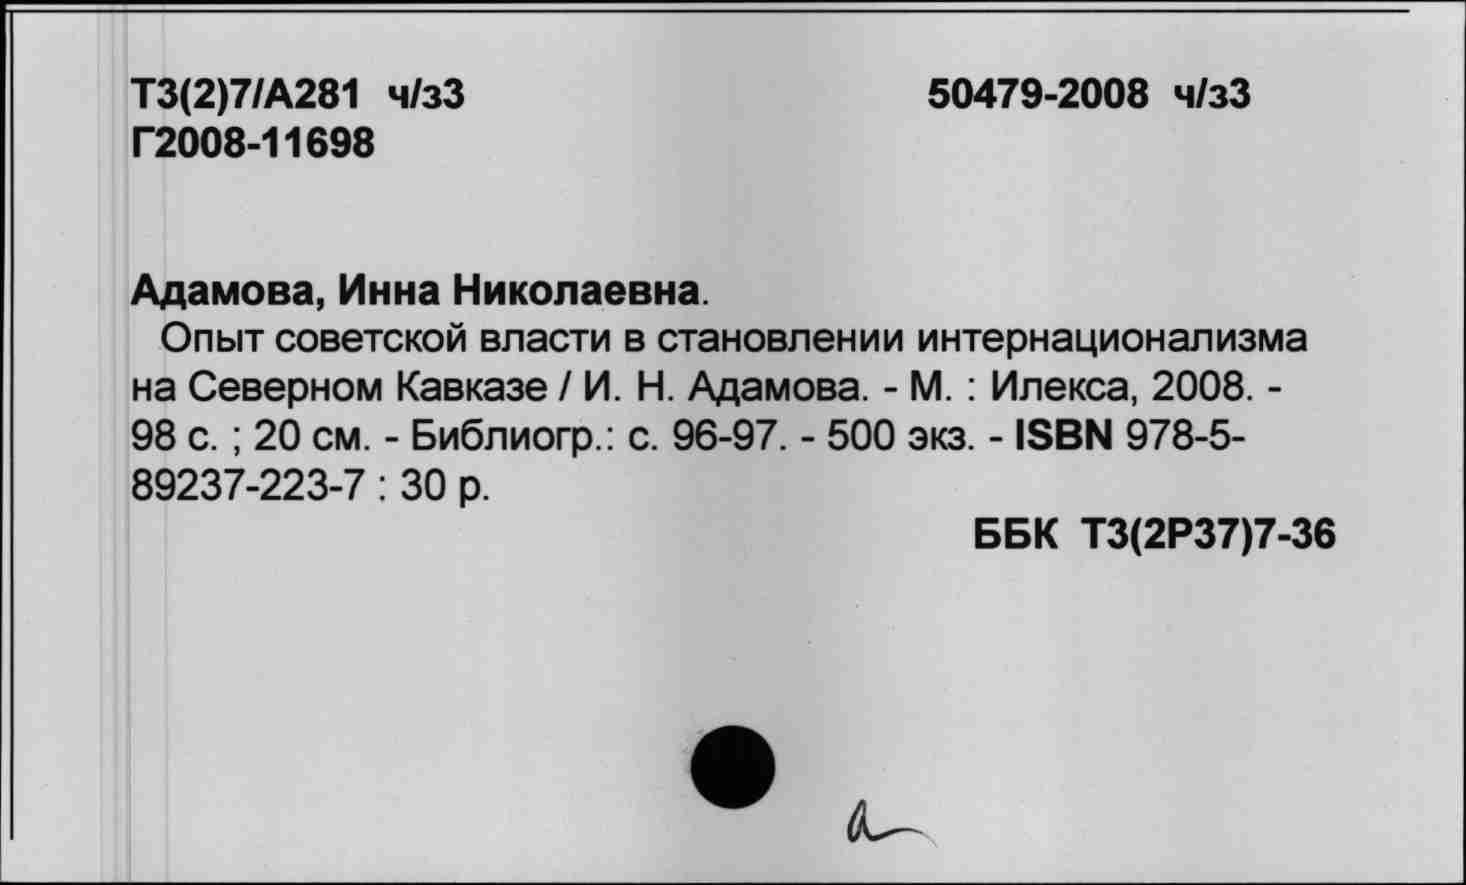 Т3(2)7/А281 ч/з3 50479-2008 ч/з3
Г2008-11698
Адамова, Инна Николаевна.
Опыт советской власти в становлении интернационализма
на Северном Кавказе / И. Н. Адамова. - М. : Илекса, 2008. -
98 с. ; 20 см. - Библиогр.: с. 96-97. - 500 экз. - ISBN 978-5-
89237-223-7 : 30 р.
ББК Т3(2Р37)7-36
а